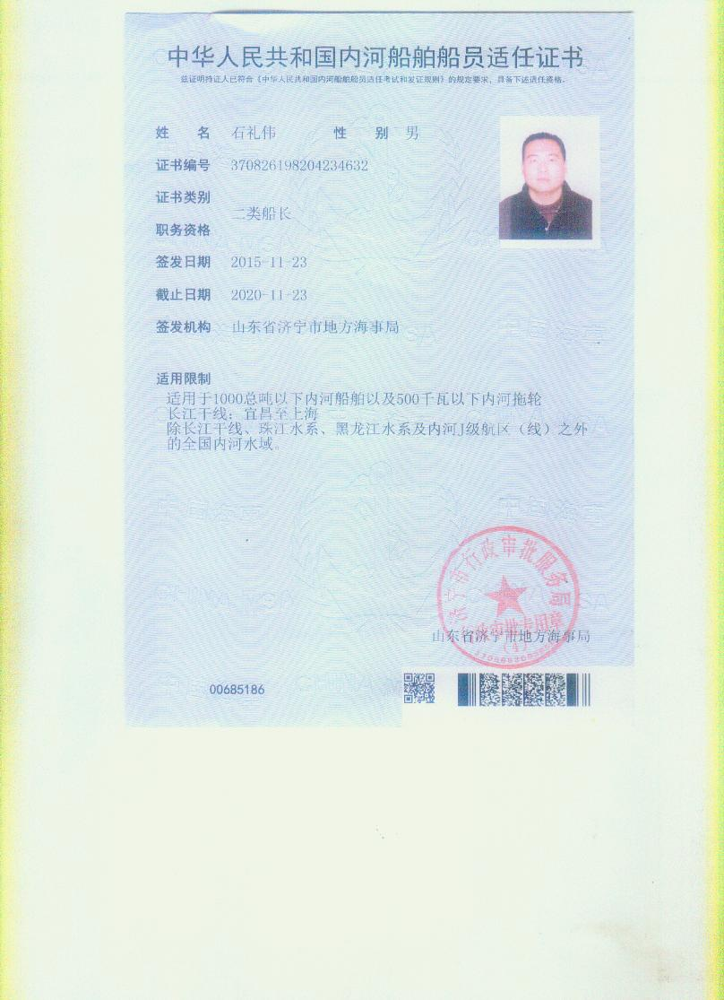 中华人民共和国内河船舶船员适任证书
兹证明持证人已符合《中华人民共和国内河船舶船员适任考试和发证规则》的规定要求，具备下述适任资格。
姓 名 石礼伟 性 别 男
证书编号 370826198204234632
证书类别
二类船长
职务资格
签发日期 2015-11-23
截止日期 2020-11-23
签发机构 山东省济宁市地方海事局
适用限制
适用于1000总吨以下内河船舶以及500千瓦以下内河拖轮
长江干线：宜昌至上海
除长江干线、珠江水系、黑龙江水系及内河J级航区（线）之外
的全国内河水域。
济宁市行政审批服务局
行政审批专用章
（4）
山东省济宁市地方海事局
00685186